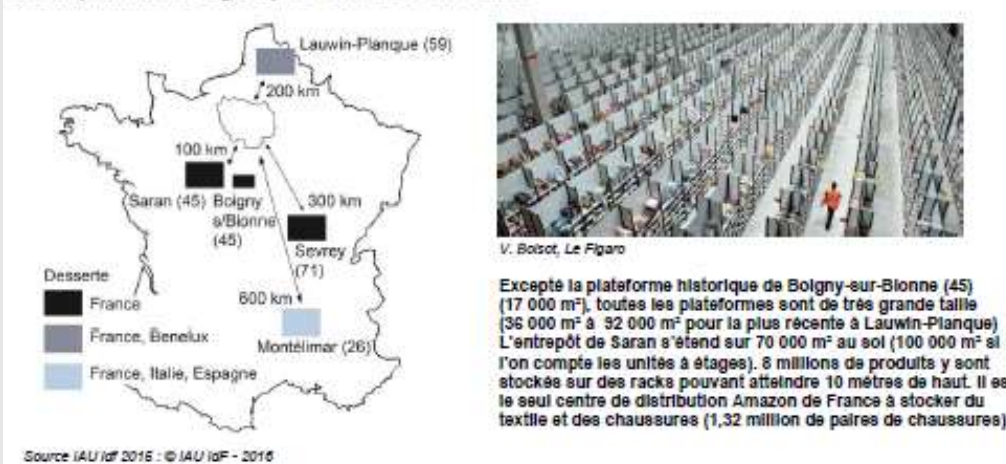 Lauwin-Planque (59)
200 km
100 km
Saran (45)
Boigny
s/Bionne
(45)
300 km
Sevrey
(71)
600 km
Montélimar (26)
Desserte
France
France, Benelux
France, Italie, Espagne
Source IAU îdf 2016 : © IAU îdF - 2016
V. Boisot, Le Figaro
Excepté la plateforme historique de Boigny-sur-Bionne (45)
(17 000 m²), toutes les plateformes sont de très grande taille
(36 000 m² à 92 000 m² pour la plus récente à Lauwin-Planque)
L'entrepôt de Saran s'étend sur 70 000 m² au sol (100 000 m² si
l'on compte les unités à étages). 8 millions de produits y sont
stockés sur des racks pouvant atteindre 10 mètres de haut. Il es
le seul centre de distribution Amazon de France à stocker du
textile et des chaussures (1,32 million de paires de chaussures)